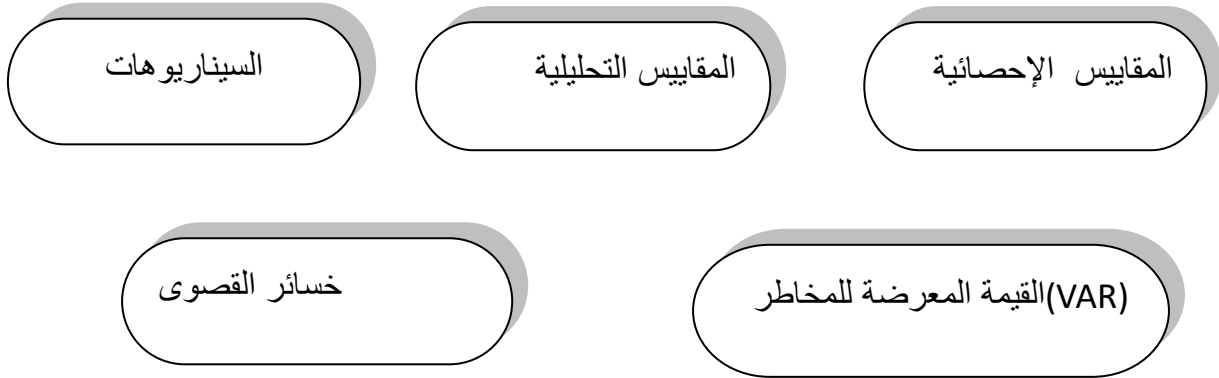 المقاييس الإحصائية
المقاييس التحليلية
السيناريوهات
القيمة المعرضة للمخاطر(VAR)
خسائر القصوى